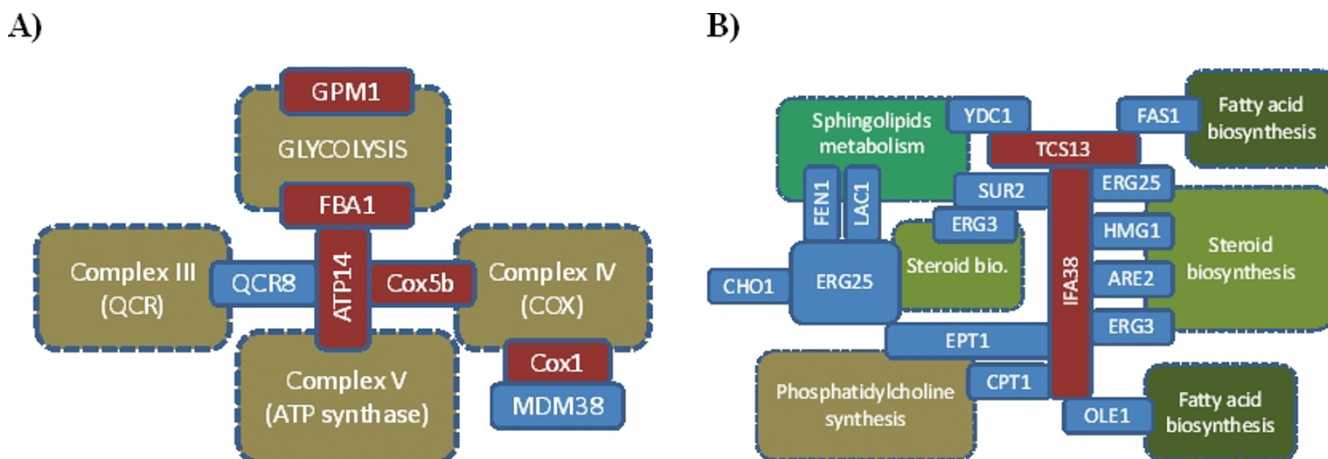 A)
GPM1
GLYCOLYSIS
FBA1
Complex III
(QCR)
QCR8
ATP14
Cox5b
Complex IV
(COX)
Cox1
MDM38
Complex V
(ATP synthase)
B)
Sphingolipids
metabolism
YDC1
FAS1
Fatty acid
biosynthesis
TCS13
FEN1
LAC1
SUR2
ERG3
ERG25
HMG1
ARE2
ERG3
Steroid
biosynthesis
IFA38
Steroid bio.
CHO1
ERG25
EPT1
CPT1
Phosphatidylcholine
synthesis
OLE1
Fatty acid
biosynthesis